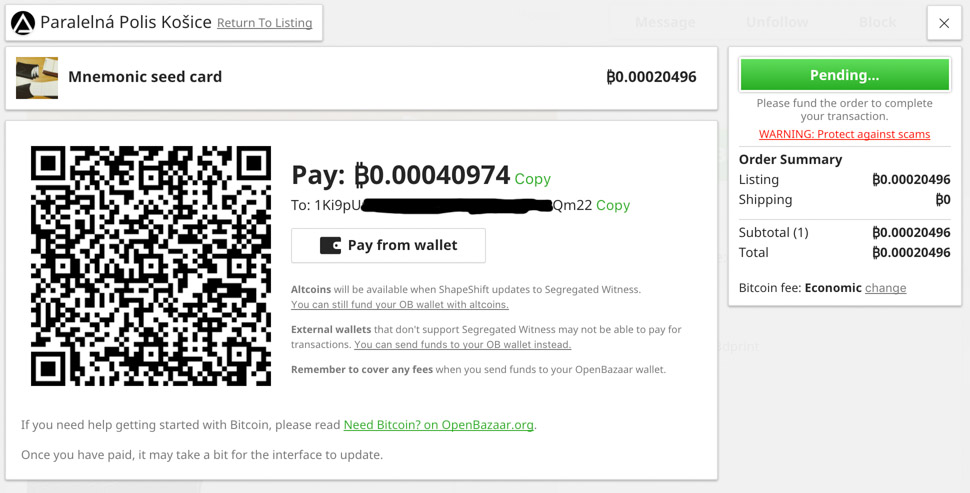 Paralelná Polis Košice Return To Listing
Message Unfollow Block
Mnemonic seed card ₿0.00020496
Pay: ₿0.00040974 Copy
To: 1Ki9pU Qm22 Copy
Pay from wallet
Altcoins will be available when ShapeShift updates to Segregated Witness.
You can still fund your OB wallet with altcoins.
External wallets that don't support Segregated Witness may not be able to pay for
transactions. You can send funds to your OB wallet instead.
Remember to cover any fees when you send funds to your OpenBazaar wallet.
If you need help getting started with Bitcoin, please read Need Bitcoin? on OpenBazaar.org.
Once you have paid, it may take a bit for the interface to update.
Pending...
Please fund the order to complete
your transaction.
WARNING: Protect against scams
Order Summary
Listing ₿0.00020496
Shipping ₿0
Subtotal (1) ₿0.00020496
Total ₿0.00020496
Bitcoin fee: Economic change